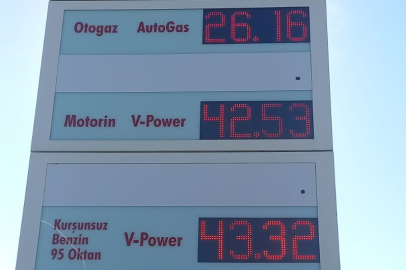 Otogaz AutoGas 26.16
Motorin V-Power 42.53
Kurşunsuz
Benzin V-Power 43.32
95 Oktan